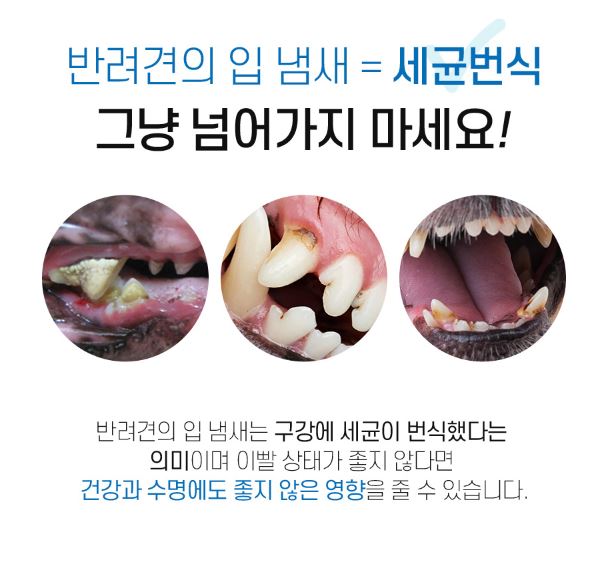 반려견의 입 냄새 = 세균번식
그냥 넘어가지 마세요!
반려견의 입 냄새는 구강에 세균이 번식했다는
의미이며 이빨 상태가 좋지 않다면
건강과 수명에도 좋지 않은 영향을 줄 수 있습니다.